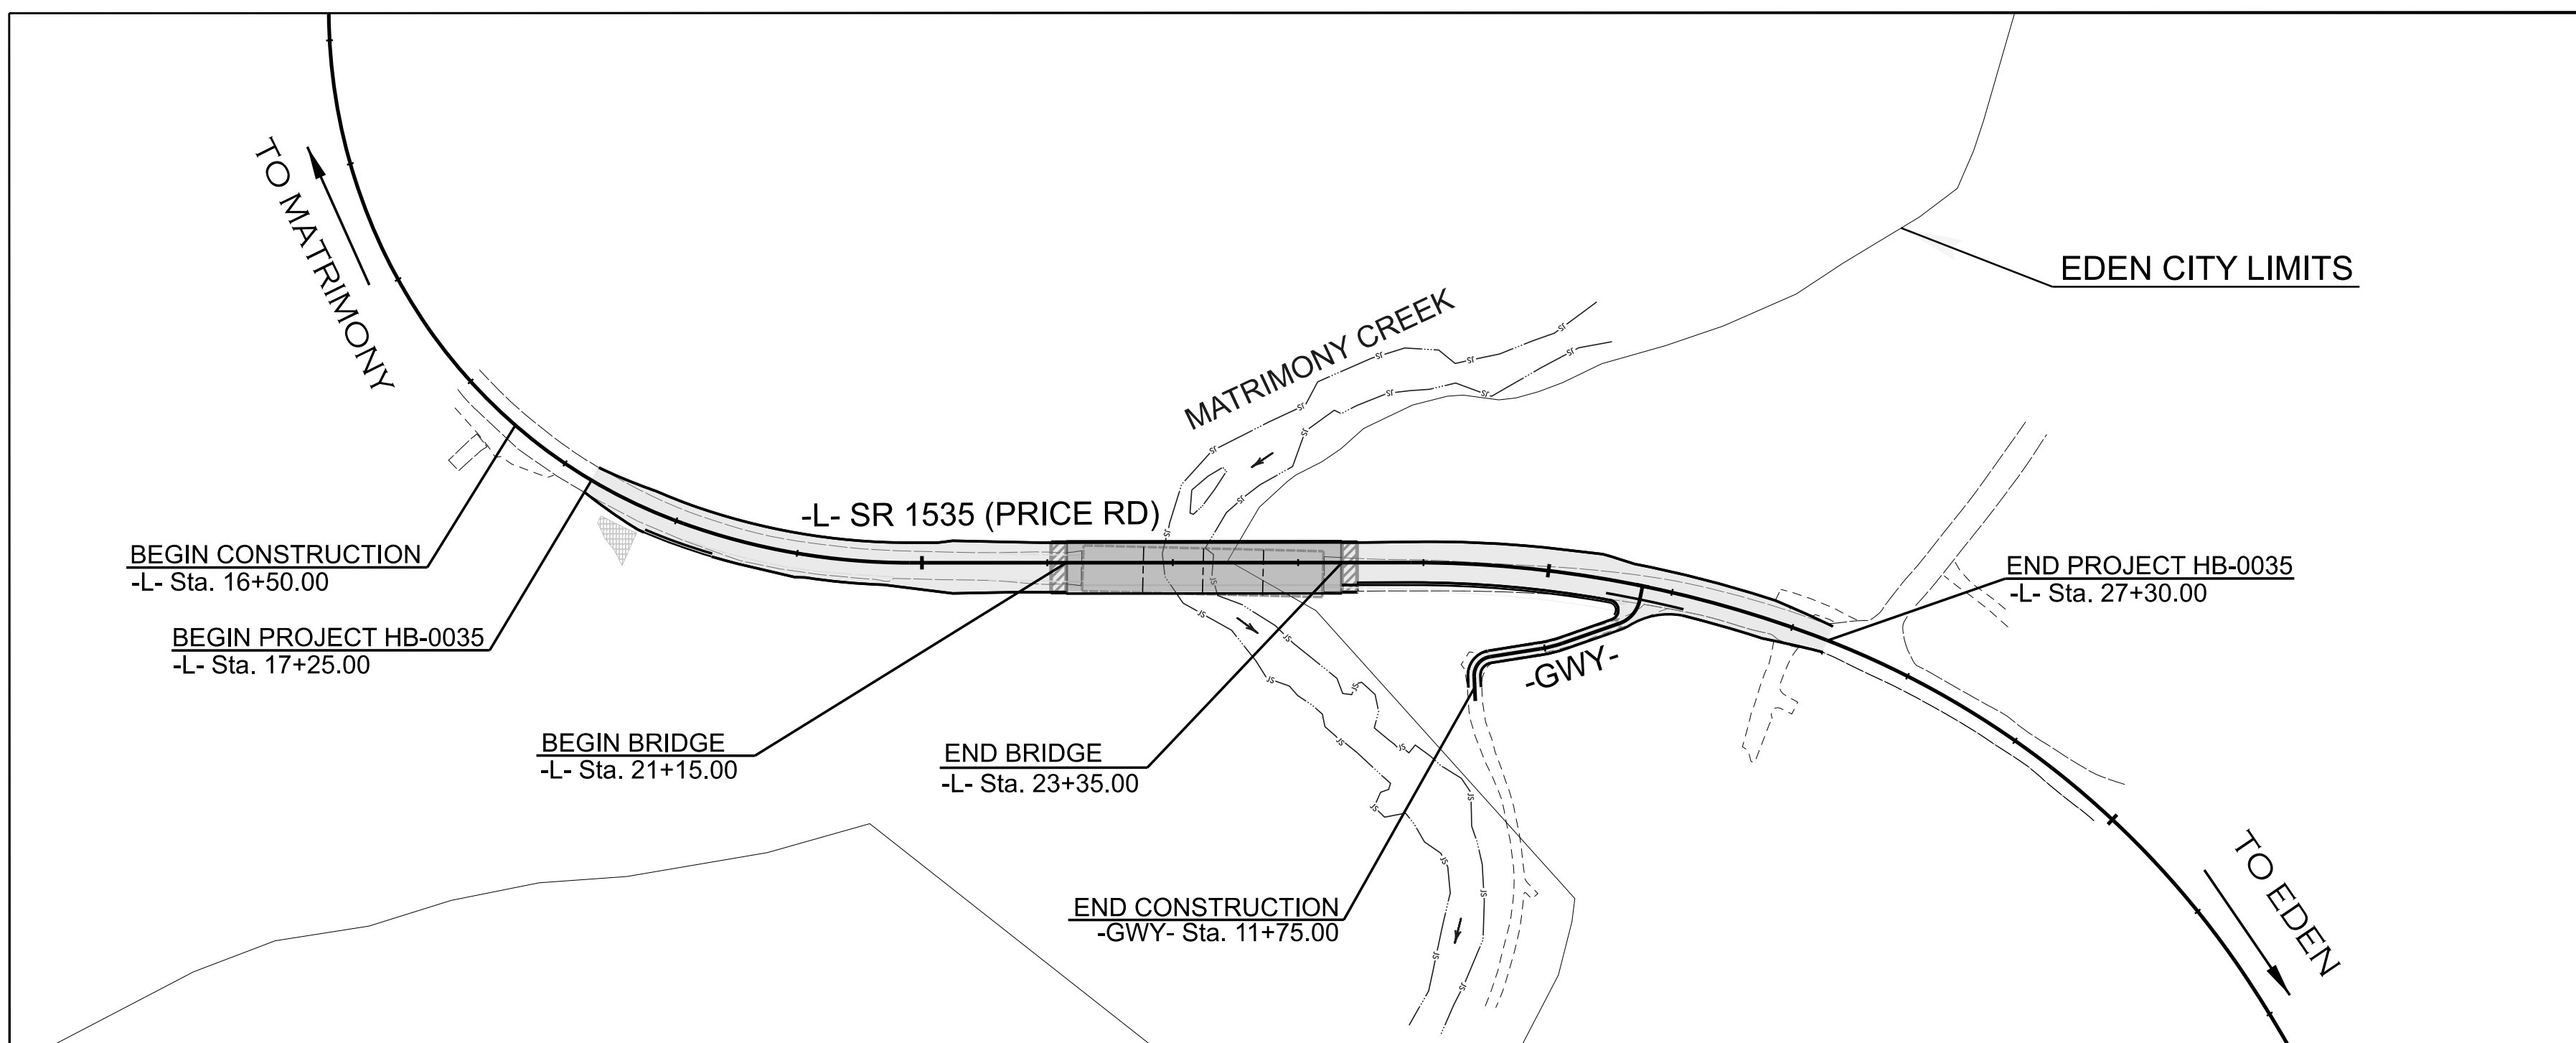 TO MATRIMONY
EDEN CITY LIMITS
MATRIMONY CREEK
-L- SR 1535 (PRICE RD)
BEGIN CONSTRUCTION
-L- Sta. 16+50.00
BEGIN PROJECT HB-0035
-L- Sta. 17+25.00
END PROJECT HB-0035
-L- Sta. 27+30.00
-GWY-
BEGIN BRIDGE
-L- Sta. 21+15.00
END BRIDGE
-L- Sta. 23+35.00
END CONSTRUCTION
-GWY- Sta. 11+75.00
TO EDEN